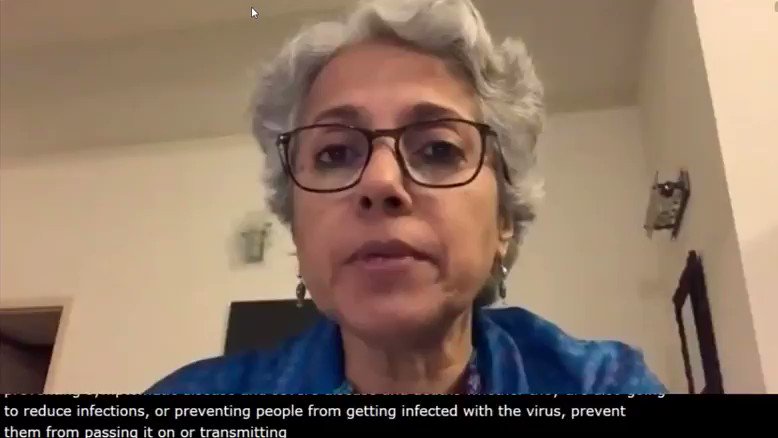 to reduce infections, or preventing people from getting infected with the virus, prevent
them from passing it on or transmitting